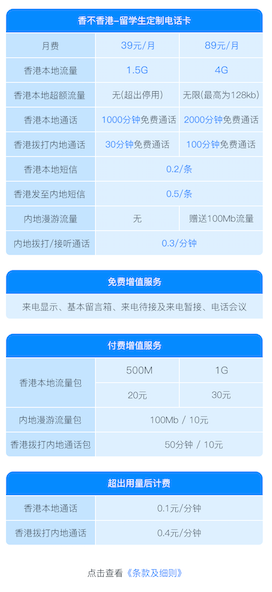 香不香港-留学生定制电话卡
月费 39元/月 89元/月
香港本地流量 1.5G 4G
香港本地超额流量 无(超出停用) 无限(最高为128kb)
香港本地通话 1000分钟免费通话 2000分钟免费通话
香港拨打内地通话 30分钟免费通话 100分钟免费通话
香港本地短信 0.2/条
香港发至内地短信 0.5/条
内地漫游流量 无 赠送100Mb流量
内地拨打/接听通话 0.3/分钟
免费增值服务
来电显示、基本留言箱、来电待接及来电暂接、电话会议
付费增值服务
香港本地流量包 500M 1G
20元 30元
内地漫游流量包 100Mb / 10元
香港拨打内地通话包 50分钟 / 10元
超出用量后计费
香港本地通话 0.1元/分钟
香港拨打内地通话 0.4元/分钟
点击查看《条款及细则》